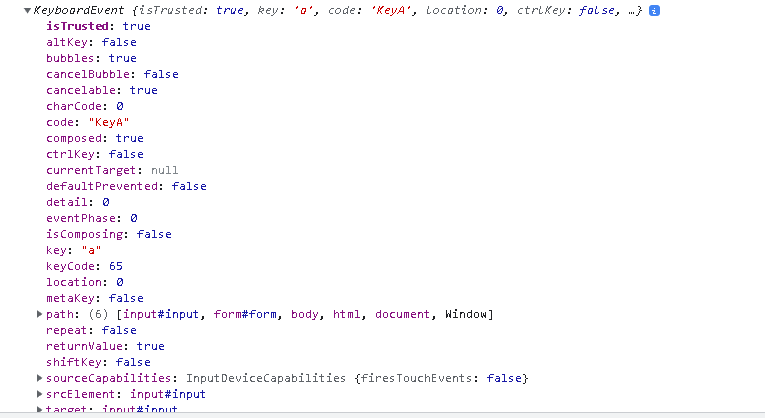 ▼KeyboardEvent {isTrusted: true, key: 'a', code: 'KeyA', location: 0, ctrlKey: false, …} i
isTrusted: true
altKey: false
bubbles: true
cancelBubble: false
cancelable: true
charCode: 0
code: "KeyA"
composed: true
ctrlKey: false
currentTarget: null
defaultPrevented: false
detail: 0
eventPhase: 0
isComposing: false
key: "a"
keyCode: 65
location: 0
metaKey: false
▶path: (6) [input#input, form#form, body, html, document, Window]
repeat: false
returnValue: true
shiftKey: false
▶sourceCapabilities: InputDeviceCapabilities {firesTouchEvents: false}
▶srcElement: input#input
▶target: input#input